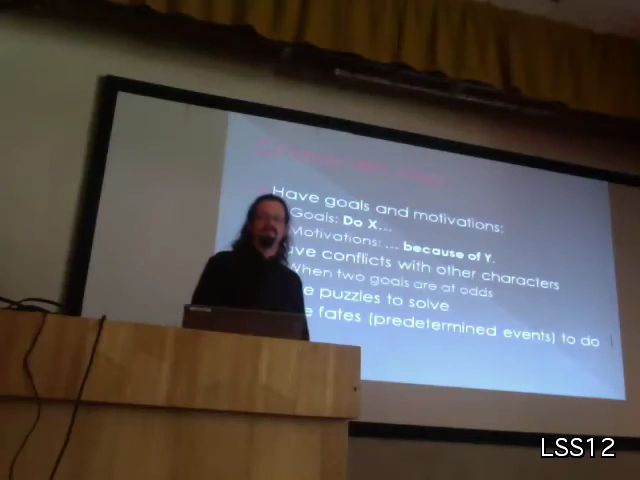 Have goals and motivations:
Goals: Do X...
Motivations: ... because of Y.
conflicts with other characters
When two goals are at odds
puzzles to solve
fates (predetermined events) to do
LSS12